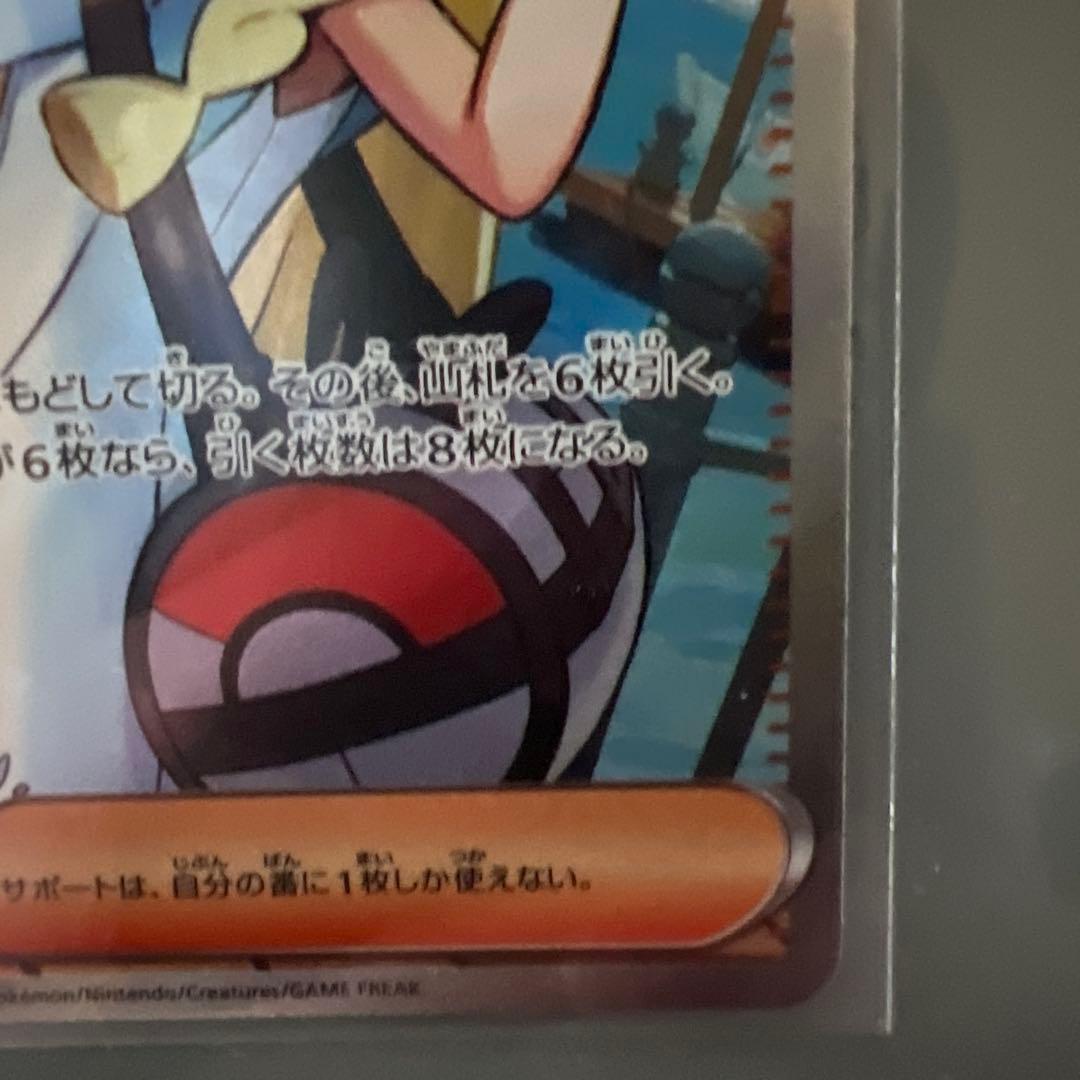 もどして切る。その後、山札を6枚引く。
が6枚なら、引く枚数は8枚になる。
サポートは、自分の番に1枚しか使えない。
Pokémon/Nintendo/Creatures/GAME FREAK